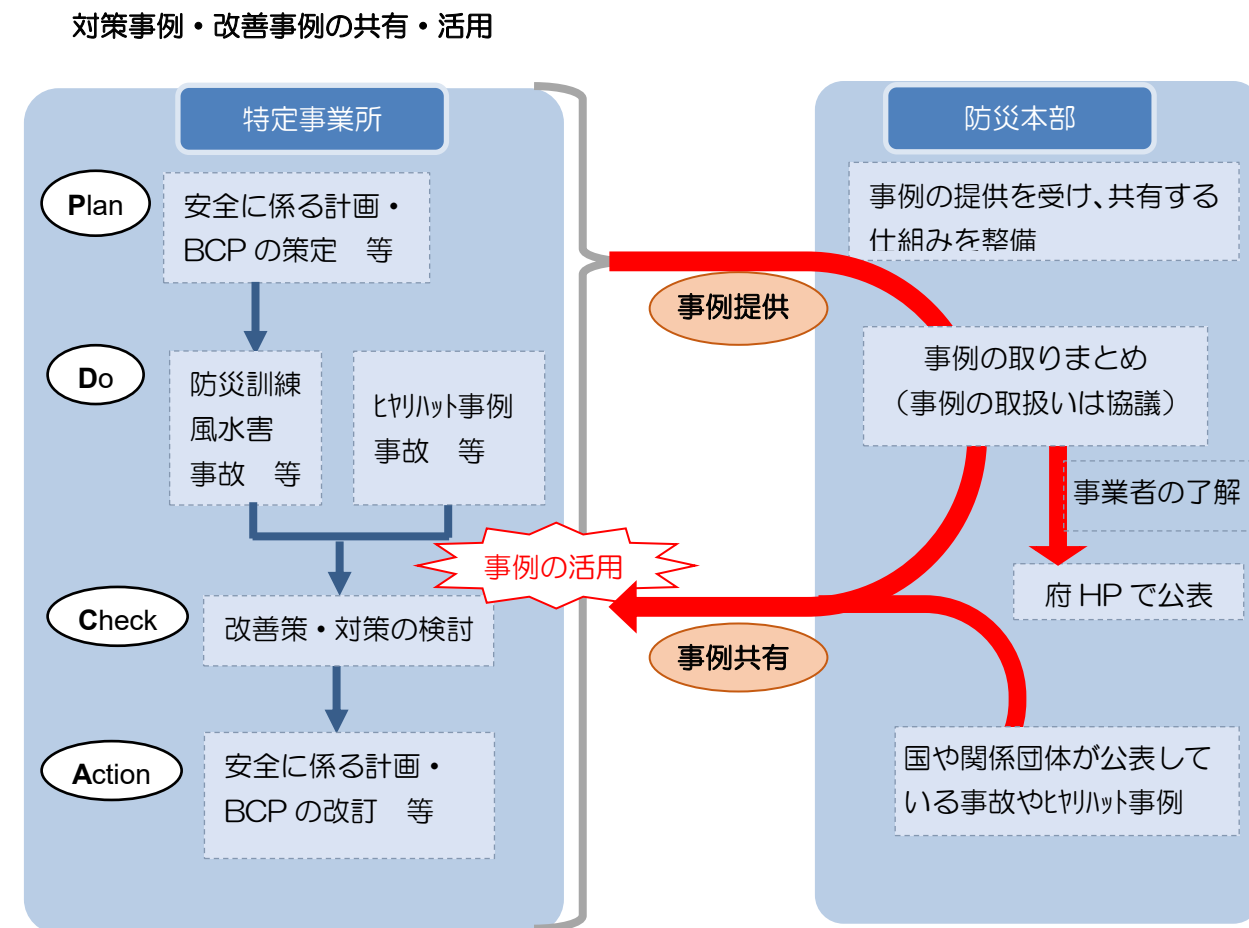 対策事例・改善事例の共有・活用
特定事業所
Plan
安全に係る計画・
BCP の策定　等
Do
防災訓練
風水害
事故　等
ﾋﾔﾘﾊｯﾄ事例
事故　等
Check
改善策・対策の検討
Action
安全に係る計画・
BCP の改訂　等
事例提供
事例の活用
事例共有
防災本部
事例の提供を受け、共有する
仕組みを整備
事例の取りまとめ
（事例の取扱いは協議）
事業者の了解
府 HP で公表
国や関係団体が公表して
いる事故やﾋﾔﾘﾊｯﾄ事例